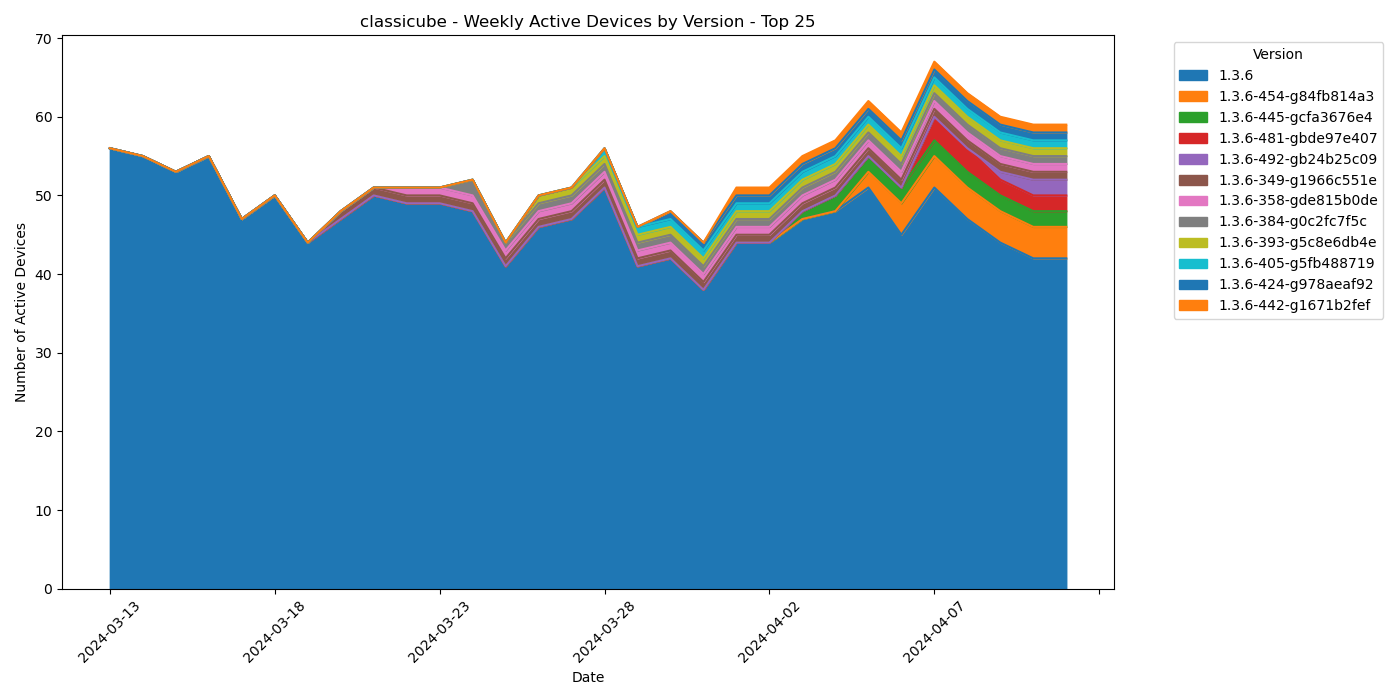 classicube - Weekly Active Devices by Version - Top 25
Number of Active Devices
70
60
50
40
30
20
10
0
2024-03-13
2024-03-18
2024-03-23
2024-03-28
2024-04-02
2024-04-07
Date
Version
1.3.6
1.3.6-454-g84fb814a3
1.3.6-445-gcfa3676e4
1.3.6-481-gbde97e407
1.3.6-492-gb24b25c09
1.3.6-349-g1966c551e
1.3.6-358-gde815b0de
1.3.6-384-g0c2fc7f5c
1.3.6-393-g5c8e6db4e
1.3.6-405-g5fb488719
1.3.6-424-g978aeaf92
1.3.6-442-g1671b2fef